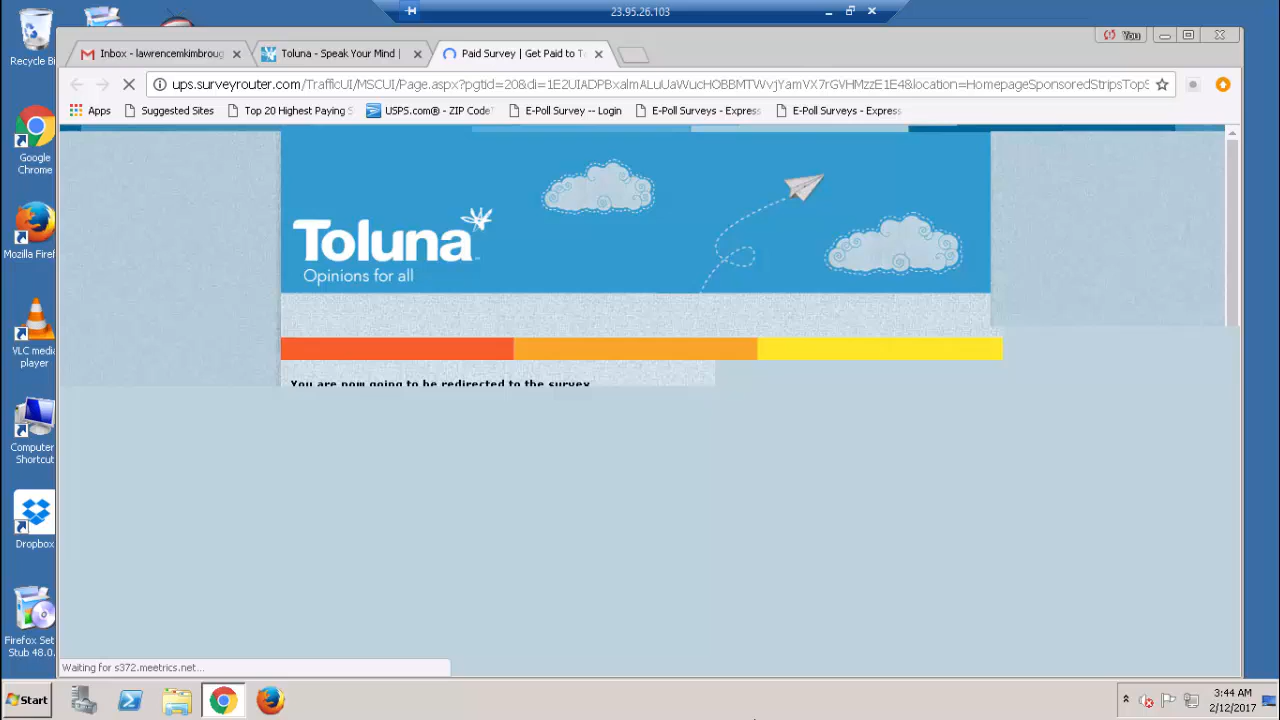 23.95.26.103
Recycle Bi
Inbox - lawrencemkimbroug
Toluna - Speak Your Mind |
Paid Survey | Get Paid to T
You
ups.surveyrouter.com/TrafficUI/MSCUI/Page.aspx?pgtid=20&di=
&location=HomepageSponsoredStripsTopS
Apps
Suggested Sites
Top 20 Highest Paying S
USPS.com® - ZIP Code
E-Poll Survey -- Login
E-Poll Surveys - Express
E-Poll Surveys - Express
Google
Chrome
Mozilla Firef
VLC media
player
Computer
Shortcut
Dropbox
Firefox Set
Stub 48.0.
Toluna
Opinions for all
You are now going to be redirected to the survey
Waiting for s372.meetrics.net...
Start
3:44 AM
2/12/2017